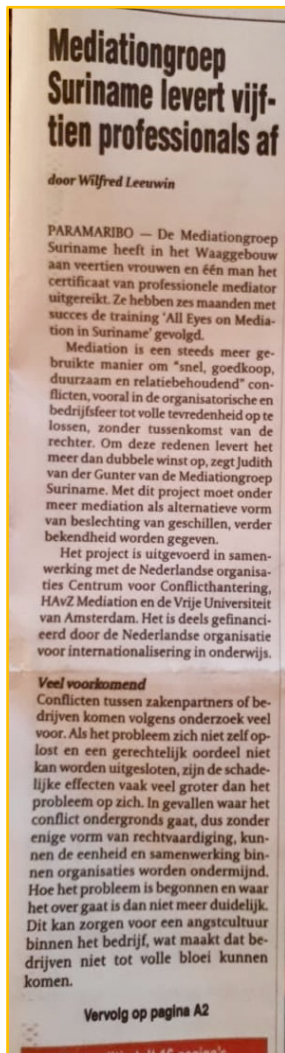 Mediationgroep
Suriname levert vijf-
tien professionals af
door Wilfred Leeuwin
PARAMARIBO — De Mediationgroep
Suriname heeft in het Waaggebouw
aan veertien vrouwen en één man het
certificaat van professionele mediator
uitgereikt. Ze hebben zes maanden met
succes de training 'All Eyes on Media-
tion in Suriname' gevolgd.
Mediation is een steeds meer ge-
bruikte manier om "snel, goedkoop,
duurzaam en relatiebehoudend" con-
flicten, vooral in de organisatorische en
bedrijfsfeer tot volle tevredenheid op te
lossen, zonder tussenkomst van de
rechter. Om deze redenen levert het
meer dan dubbele winst op, zegt Judith
van der Gunter van de Mediationgroep
Suriname. Met dit project moet onder
meer mediation als alternatieve vorm
van beslechting van geschillen, verder
bekendheid worden gegeven.
Het project is uitgevoerd in samen-
werking met de Nederlandse organisa-
ties Centrum voor Conflicthantering,
HAvZ Mediation en de Vrije Universiteit
van Amsterdam. Het is deels gefinanci-
eerd door de Nederlandse organisatie
voor internationalisering in onderwijs.
Veel voorkomend
Conflicten tussen zakenpartners of be-
drijven komen volgens onderzoek veel
voor. Als het probleem zich niet zelf op-
lost en een gerechtelijk oordeel niet
kan worden uitgesloten, zijn de schade-
lijke effecten vaak veel groter dan het
probleem op zich. In gevallen waar het
conflict ondergronds gaat, dus zonder
enige vorm van rechtvaardiging, kun-
nen de eenheid en samenwerking bin-
nen organisaties worden ondermijnd.
Hoe het probleem is begonnen en waar
het over gaat is dan niet meer duidelijk.
Dit kan zorgen voor een angstcultuur
binnen het bedrijf, wat maakt dat be-
drijven niet tot volle bloei kunnen
komen.
Vervolg op pagina A2